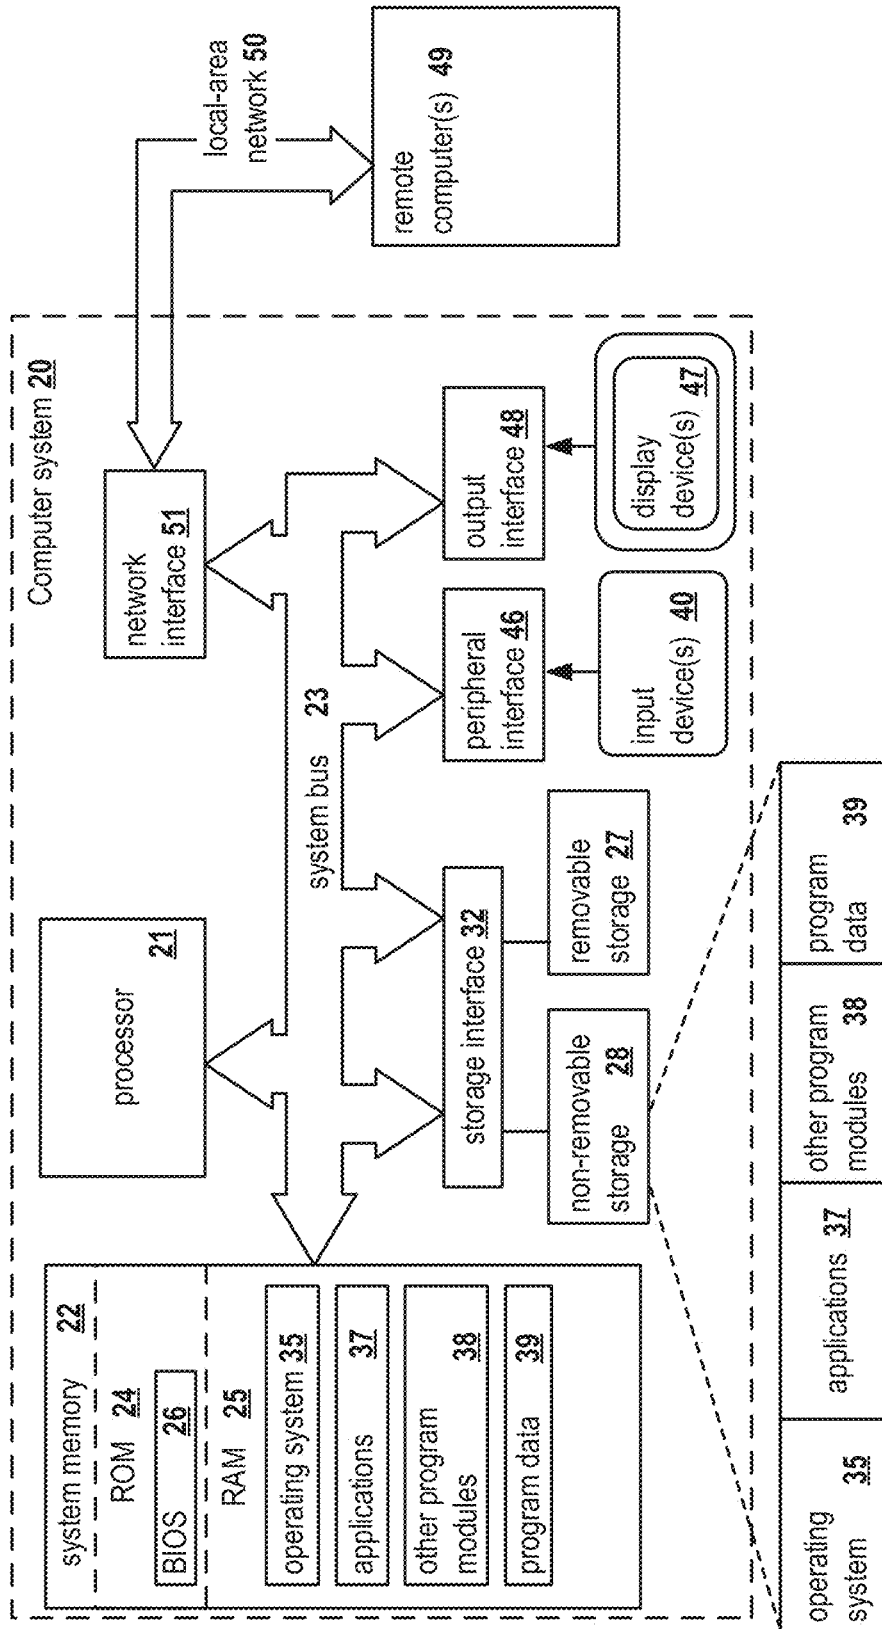 Computer system 20
system memory 22
ROM 24
BIOS 26
RAM 25
operating system 35
applications 37
other program
modules 38
program data 39
processor 21
system bus 23
network
interface 51
storage interface 32
non-removable
storage 28
removable
storage 27
peripheral
interface 46
output
interface 48
input
device(s) 40
display
device(s) 47
local-area
network 50
remote
computer(s) 49
operating
system 35
applications 37
other program
modules 38
program
data 39